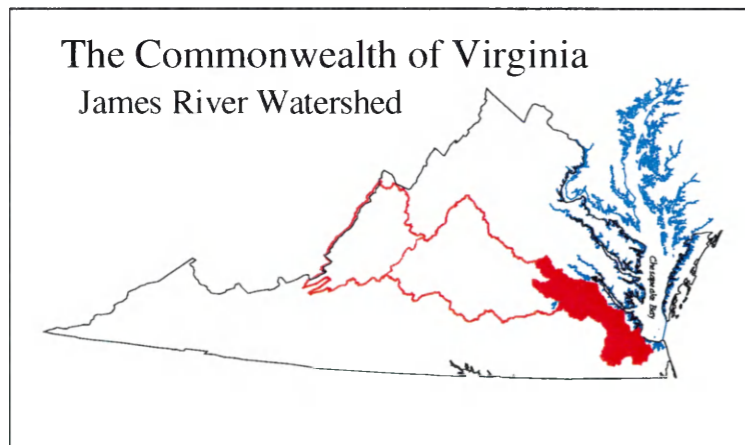 The Commonwealth of Virginia
James River Watershed
Chesapeake Bay